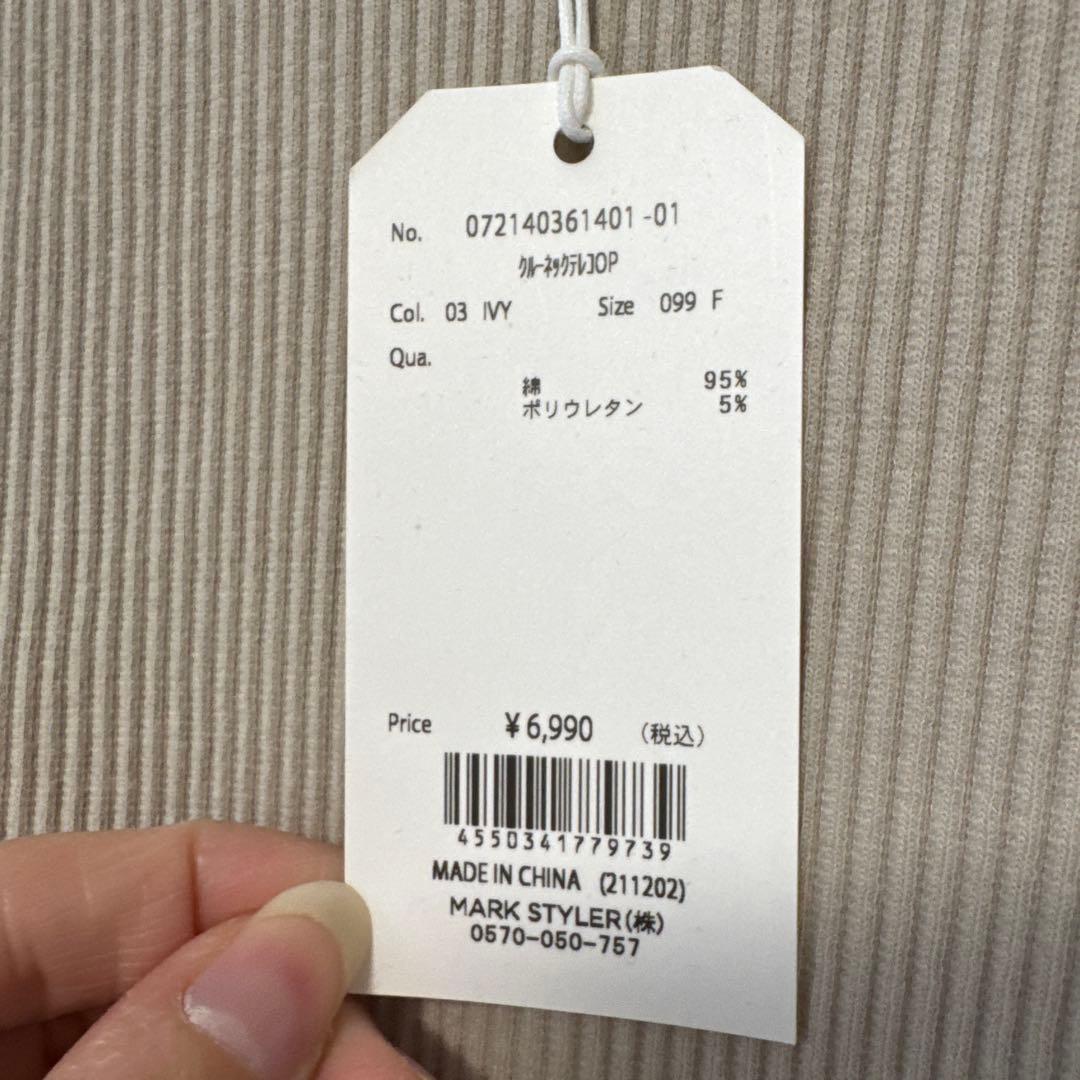 No. 072140361401 -01
ｸﾙｰﾈｯｸﾃﾚｺOP
Col. 03 IVY Size 099 F
Qua.
綿 95%
ポリウレタン 5%
Price ¥6,990 （税込）
4550341779739
MADE IN CHINA (211202)
MARK STYLER(株)
0570-050-757